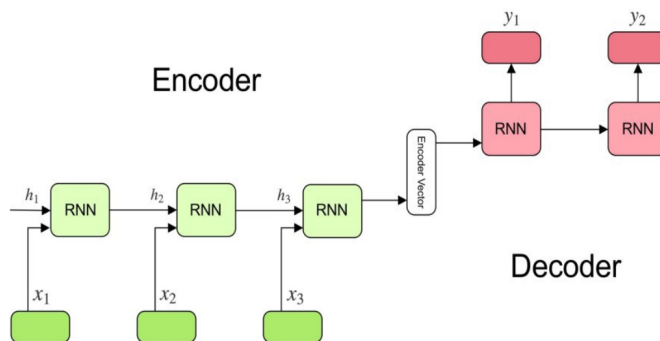 Encoder
y₁
y₂
RNN
RNN
Encoder Vector
h₁
RNN
h₂
RNN
h₃
RNN
x₁
x₂
x₃
Decoder